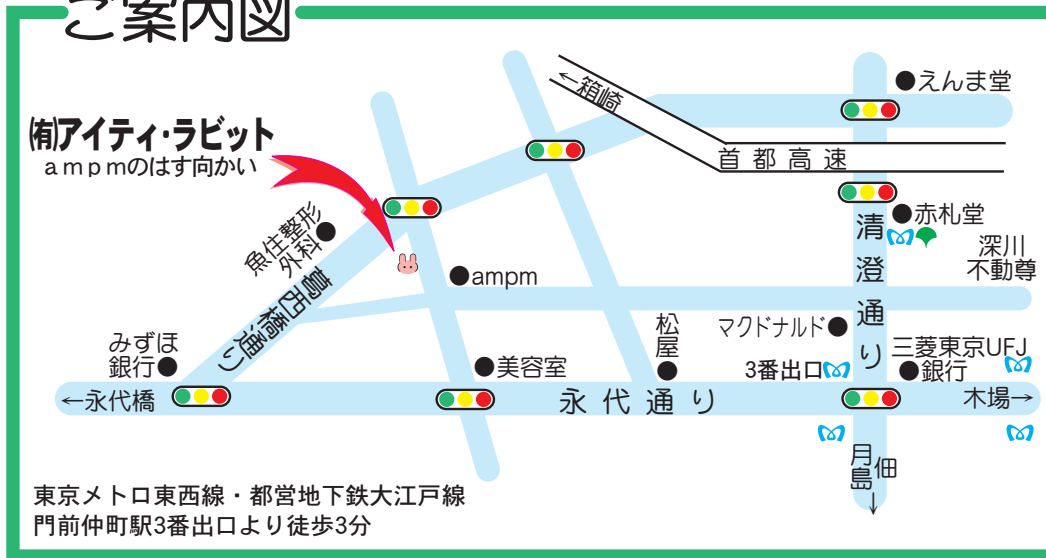 ご案内図
←箱崎
えんま堂
㈲アイティ・ラビット
ampmのはす向かい
首都高速
赤札堂
魚住整形
外科
清澄通り
深川
不動尊
ampm
葛西橋通り
みずほ
銀行
松屋
マクドナルド
3番出口
三菱東京UFJ
銀行
美容室
←永代橋
永代通り
木場→
佃
月島
↓
東京メトロ東西線・都営地下鉄大江戸線
門前仲町駅3番出口より徒歩3分